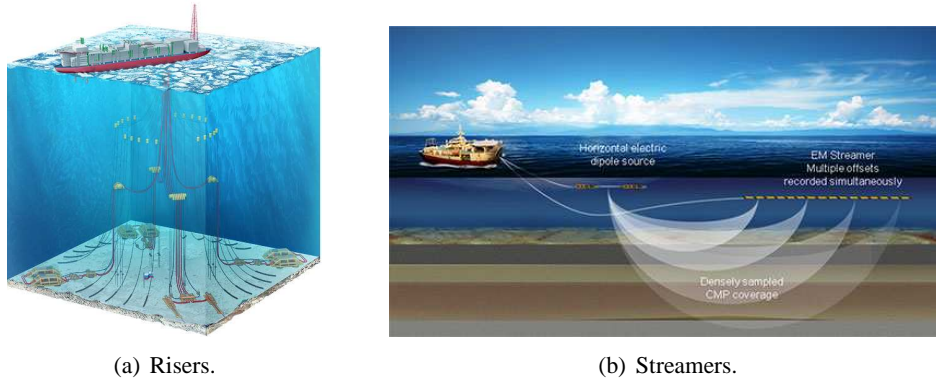 Horizontal electric
dipole source
EM Streamer
Multiple offsets
recorded simultaneously
Densely sampled
CMP coverage
(a) Risers.
(b) Streamers.